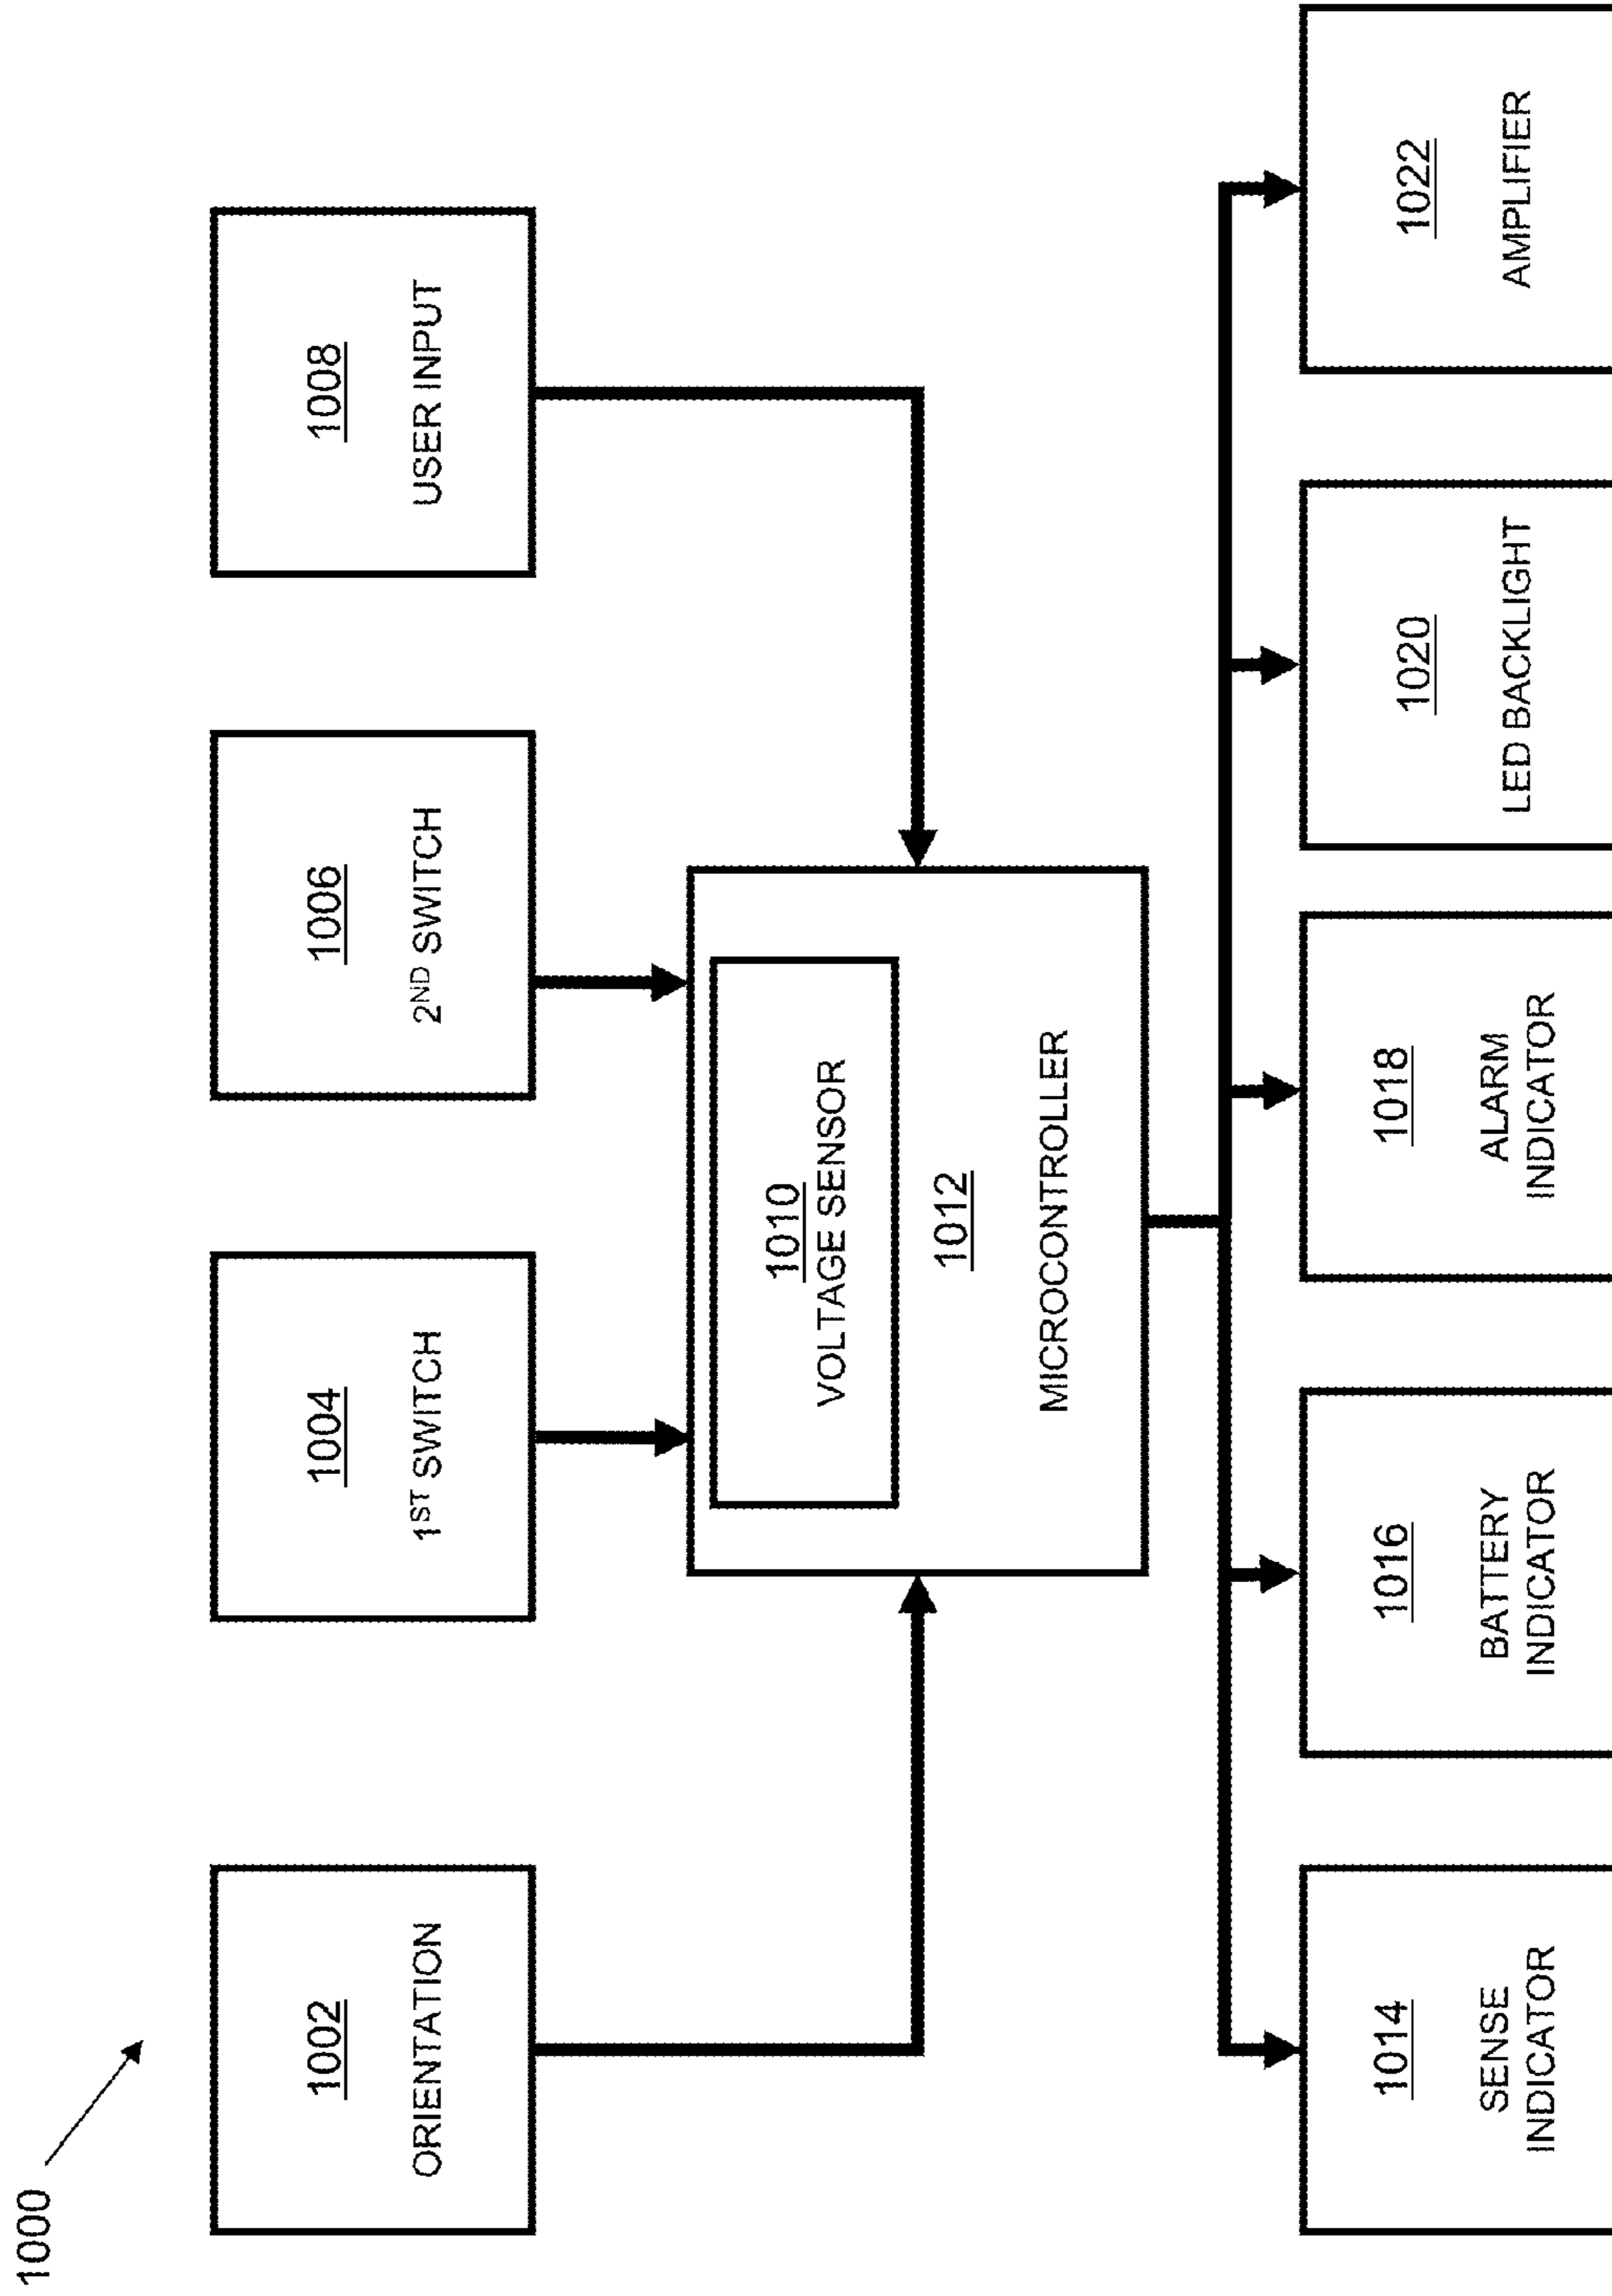 1000
1002
ORIENTATION
1004
1ST SWITCH
1006
2ND SWITCH
1008
USER INPUT
1010
VOLTAGE SENSOR
1012
MICROCONTROLLER
1014
SENSE
INDICATOR
1016
BATTERY
INDICATOR
1018
ALARM
INDICATOR
1020
LED BACKLIGHT
1022
AMPLIFIER